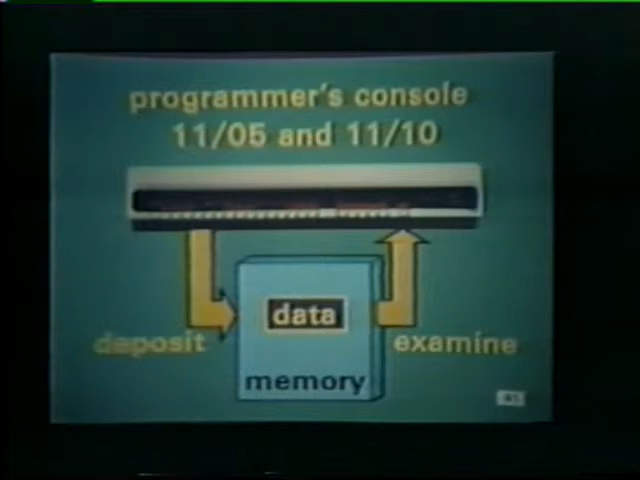 programmer's console
11/05 and 11/10
data
deposit
examine
memory